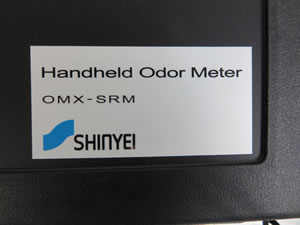 Handheld Odor Meter
OMX-SRM
SHINYEI